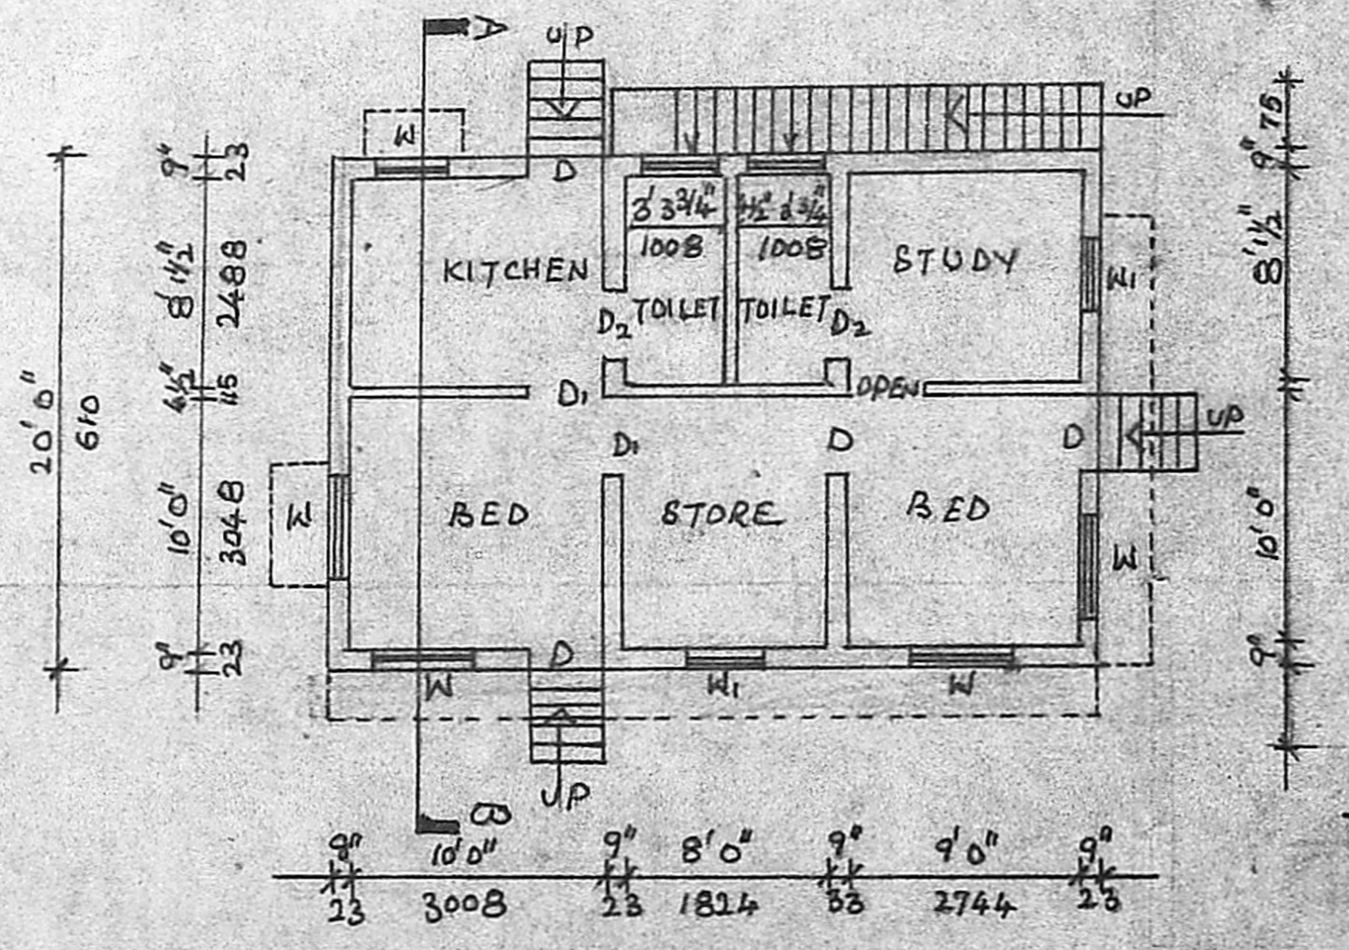 A
UP
UP
W
9"
23
D
9"
75
3' 3 3/4"
4 1/2"
1008
1008
8' 1 1/2"
2488
KITCHEN
STUDY
W1
8' 1 1/2"
TOILET
TOILET
D2
D2
4 1/2"
115
D1
OPEN
20' 0"
610
D1
D
D
UP
10' 0"
3048
W
BED
STORE
BED
W
10' 0"
9"
23
D
9"
W
W1
W
UP
B
9"
10' 0"
9"
8' 0"
9"
9' 0"
9"
23
3008
23
1824
33
2744
23